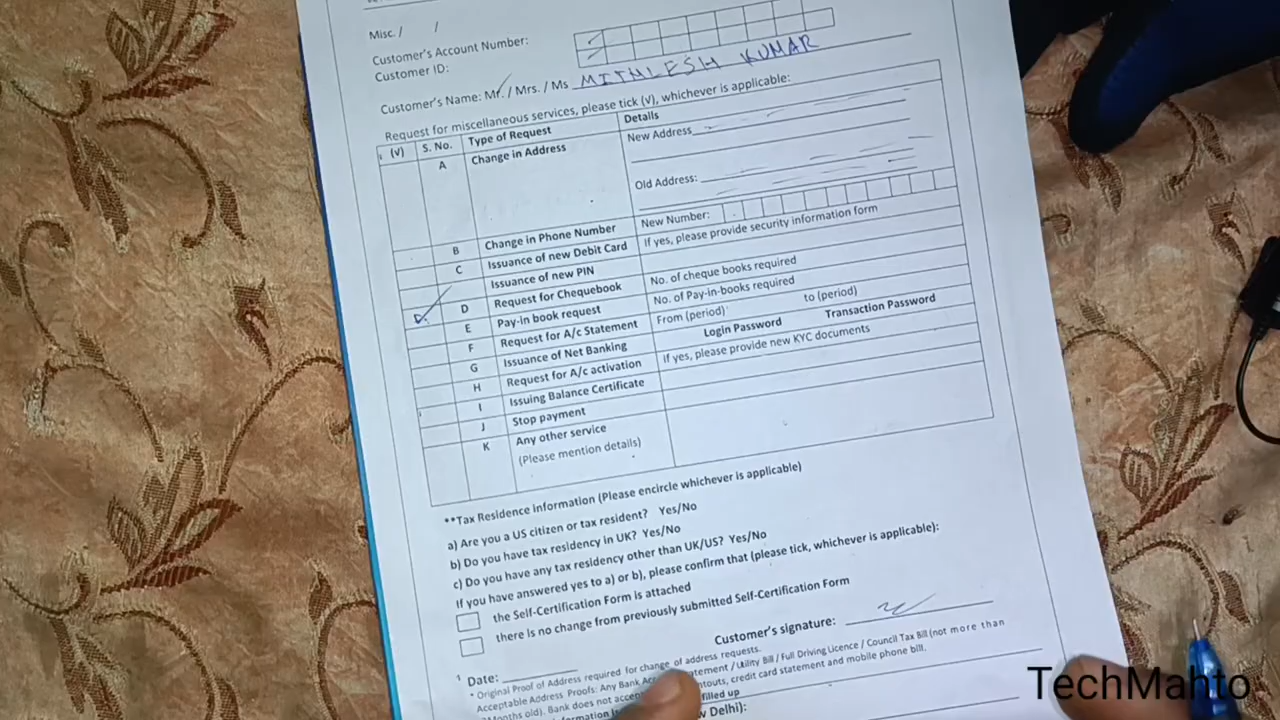 Misc. / /
Customer's Account Number:
Customer ID:
Customer's Name: Mr. / Mrs. / Ms MITHLESH KUMAR
Request for miscellaneous services, please tick (√), whichever is applicable:
(√) S. No. Type of Request Details
A Change in Address New Address
Old Address:
B Change in Phone Number New Number:
C Issuance of new Debit Card If yes, please provide security information form
Issuance of new PIN
D Request for Chequebook No. of cheque books required
E Pay-in book request No. of Pay-in-books required
F Request for A/c Statement From (period) to (period)
G Issuance of Net Banking Login Password Transaction Password
H Request for A/c activation If yes, please provide new KYC documents
I Issuing Balance Certificate
J Stop payment
K Any other service
(Please mention details)
**Tax Residence Information (Please encircle whichever is applicable)
a) Are you a US citizen or tax resident? Yes/No
b) Do you have tax residency in UK? Yes/No
c) Do you have any tax residency other than UK/US? Yes/No
If you have answered yes to a) or b), please confirm that (please tick, whichever is applicable):
the Self-Certification Form is attached
there is no change from previously submitted Self-Certification Form
Customer's signature:
Date:
* Original Proof of Address required for change of address requests.
Acceptable Address Proofs: Any Bank Statement / Utility Bill / Full Driving Licence / Council Tax Bill (not more than
Months old). Bank does not credit card statement and mobile phone bill.
filled up
Delhi):
TechMahto